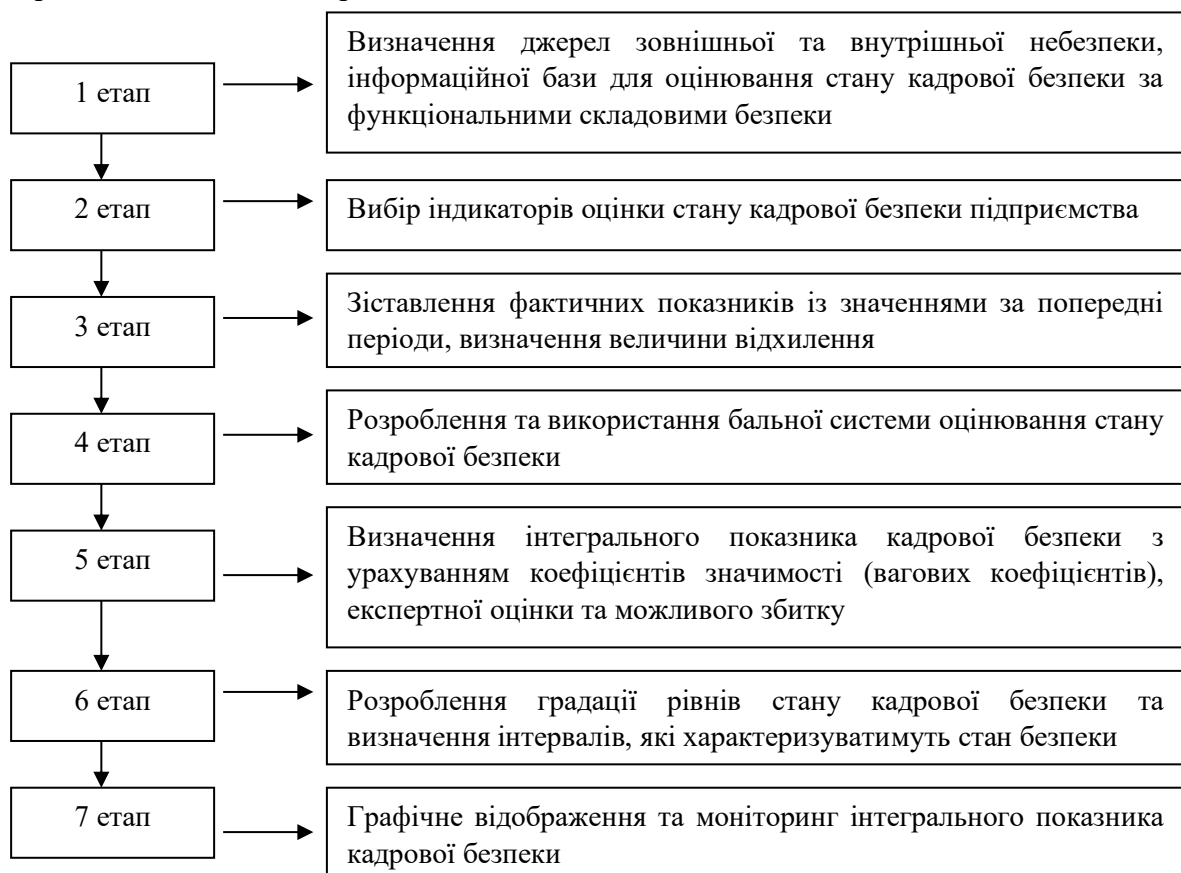 1 етап
Визначення джерел зовнішньої та внутрішньої небезпеки,
інформаційної бази для оцінювання стану кадрової безпеки за
функціональними складовими безпеки
2 етап
Вибір індикаторів оцінки стану кадрової безпеки підприємства
3 етап
Зіставлення фактичних показників із значеннями за попередні
періоди, визначення величини відхилення
4 етап
Розроблення та використання бальної системи оцінювання стану
кадрової безпеки
5 етап
Визначення інтегрального показника кадрової безпеки з
урахуванням коефіцієнтів значимості (вагових коефіцієнтів),
експертної оцінки та можливого збитку
6 етап
Розроблення градації рівнів стану кадрової безпеки та
визначення інтервалів, які характеризуватимуть стан безпеки
7 етап
Графічне відображення та моніторинг інтегрального показника
кадрової безпеки